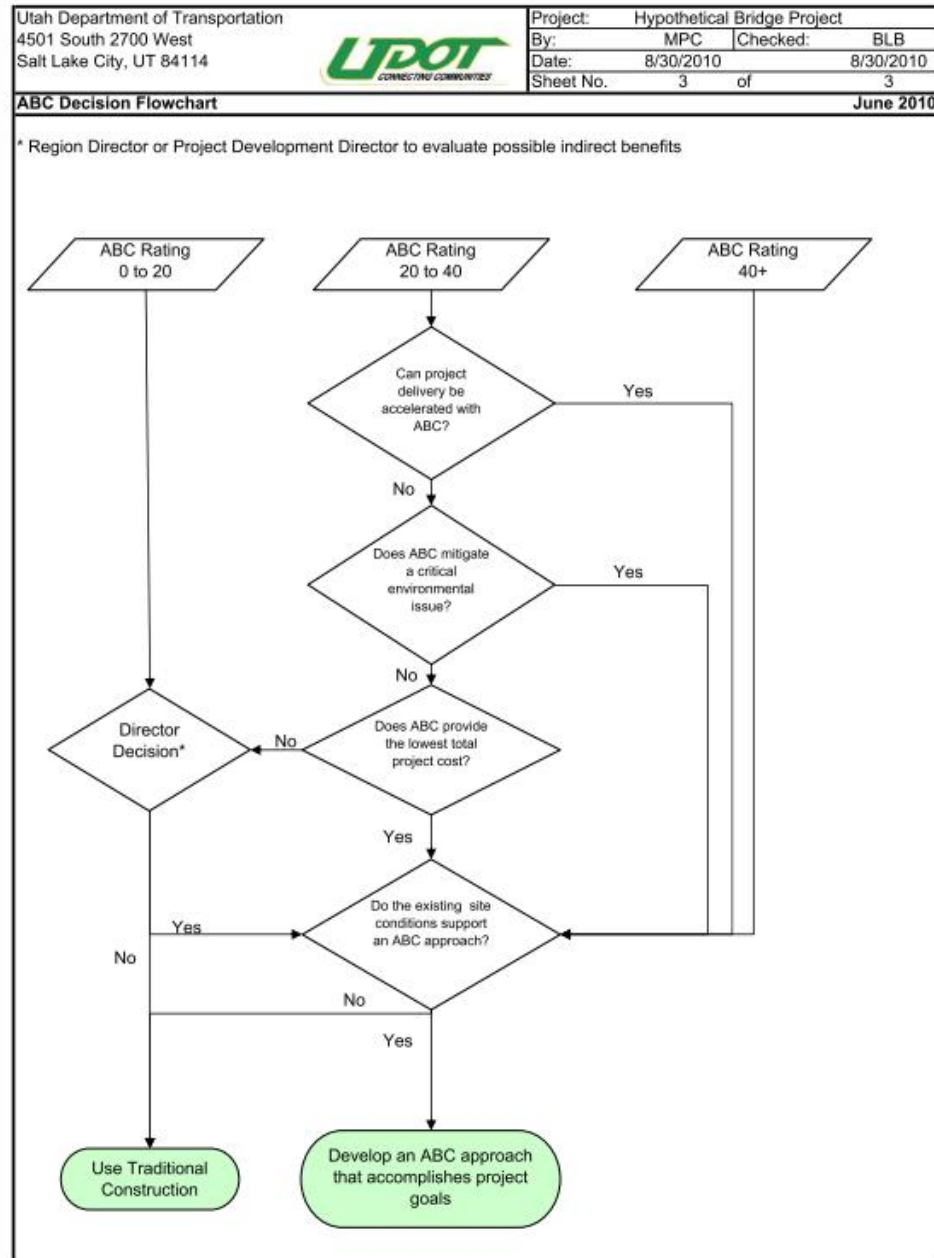 Utah Department of Transportation
4501 South 2700 West
Salt Lake City, UT 84114
UDOT
CONNECTING COMMUNITIES
Project: Hypothetical Bridge Project
By: MPC Checked: BLB
Date: 8/30/2010 8/30/2010
Sheet No. 3 of 3
ABC Decision Flowchart June 2010
* Region Director or Project Development Director to evaluate possible indirect benefits
ABC Rating
0 to 20
ABC Rating
20 to 40
ABC Rating
40+
Can project
delivery be
accelerated with
ABC?
Yes
No
Does ABC mitigate
a critical
environmental
issue?
Yes
No
Director
Decision*
No
Does ABC provide
the lowest total
project cost?
Yes
Do the existing site
conditions support
an ABC approach?
Yes
No
No
Yes
Use Traditional
Construction
Develop an ABC approach
that accomplishes project
goals